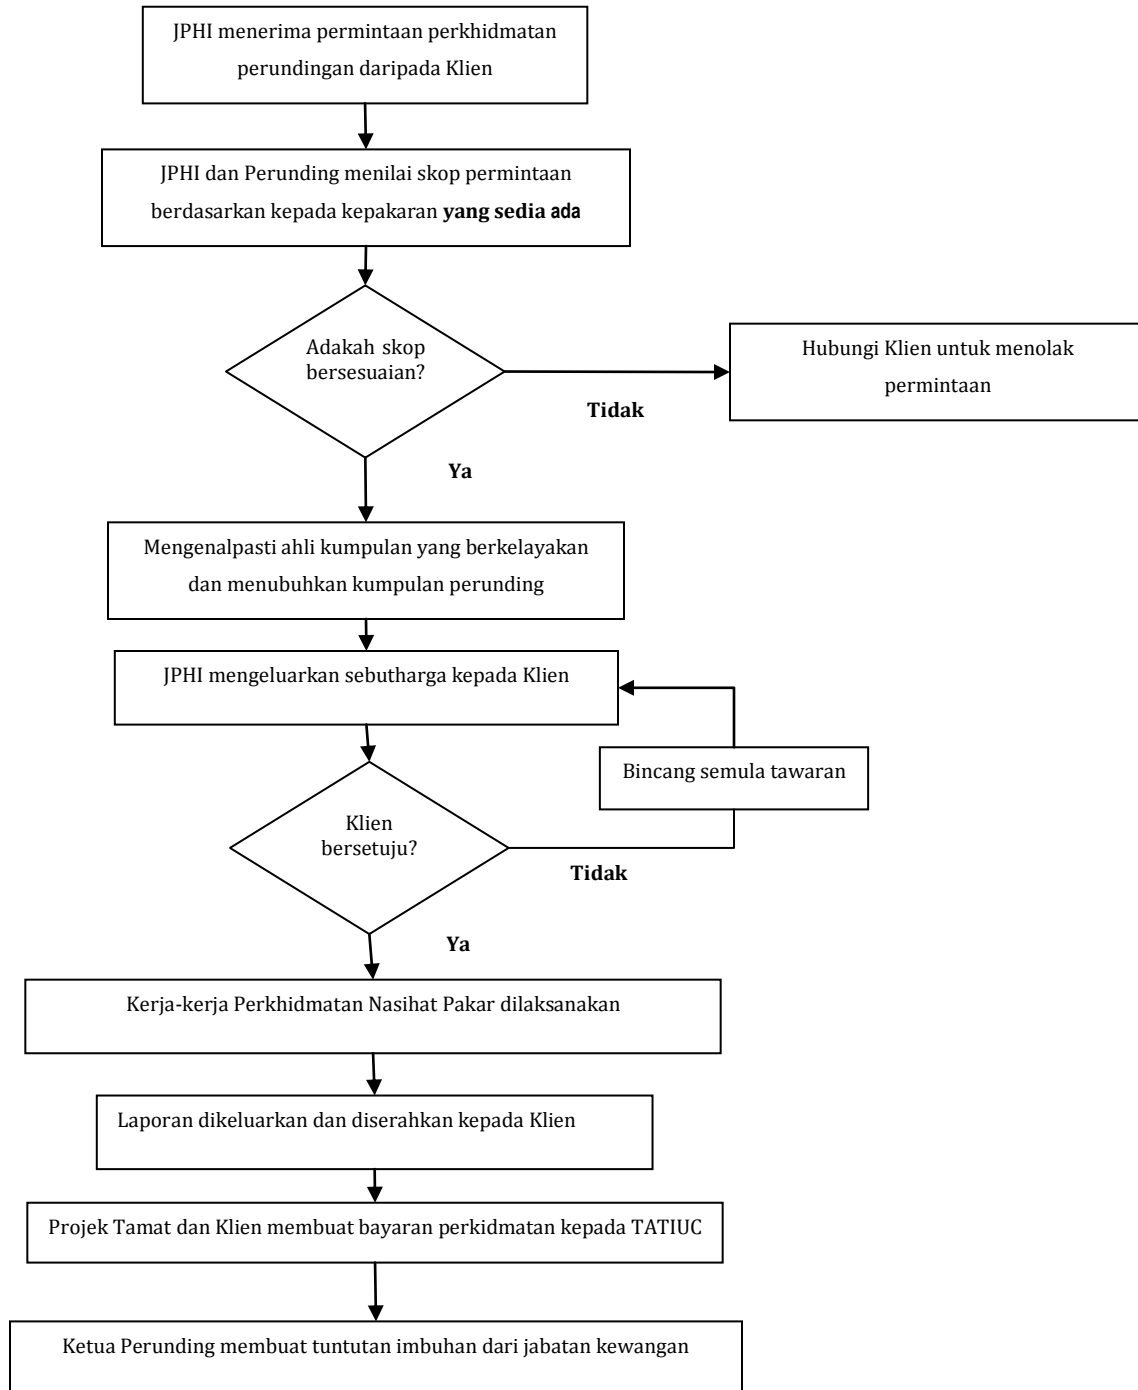 JPHI menerima permintaan perkhidmatan
perundingan daripada Klien
JPHI dan Perunding menilai skop permintaan
berdasarkan kepada kepakaran yang sedia ada
Adakah skop
bersesuaian?
Hubungi Klien untuk menolak
permintaan
Tidak
Ya
Mengenalpasti ahli kumpulan yang berkelayakan
dan menubuhkan kumpulan perunding
JPHI mengeluarkan sebutharga kepada Klien
Bincang semula tawaran
Klien
bersetuju?
Tidak
Ya
Kerja-kerja Perkhidmatan Nasihat Pakar dilaksanakan
Laporan dikeluarkan dan diserahkan kepada Klien
Projek Tamat dan Klien membuat bayaran perkidmatan kepada TATIUC
Ketua Perunding membuat tuntutan imbuhan dari jabatan kewangan